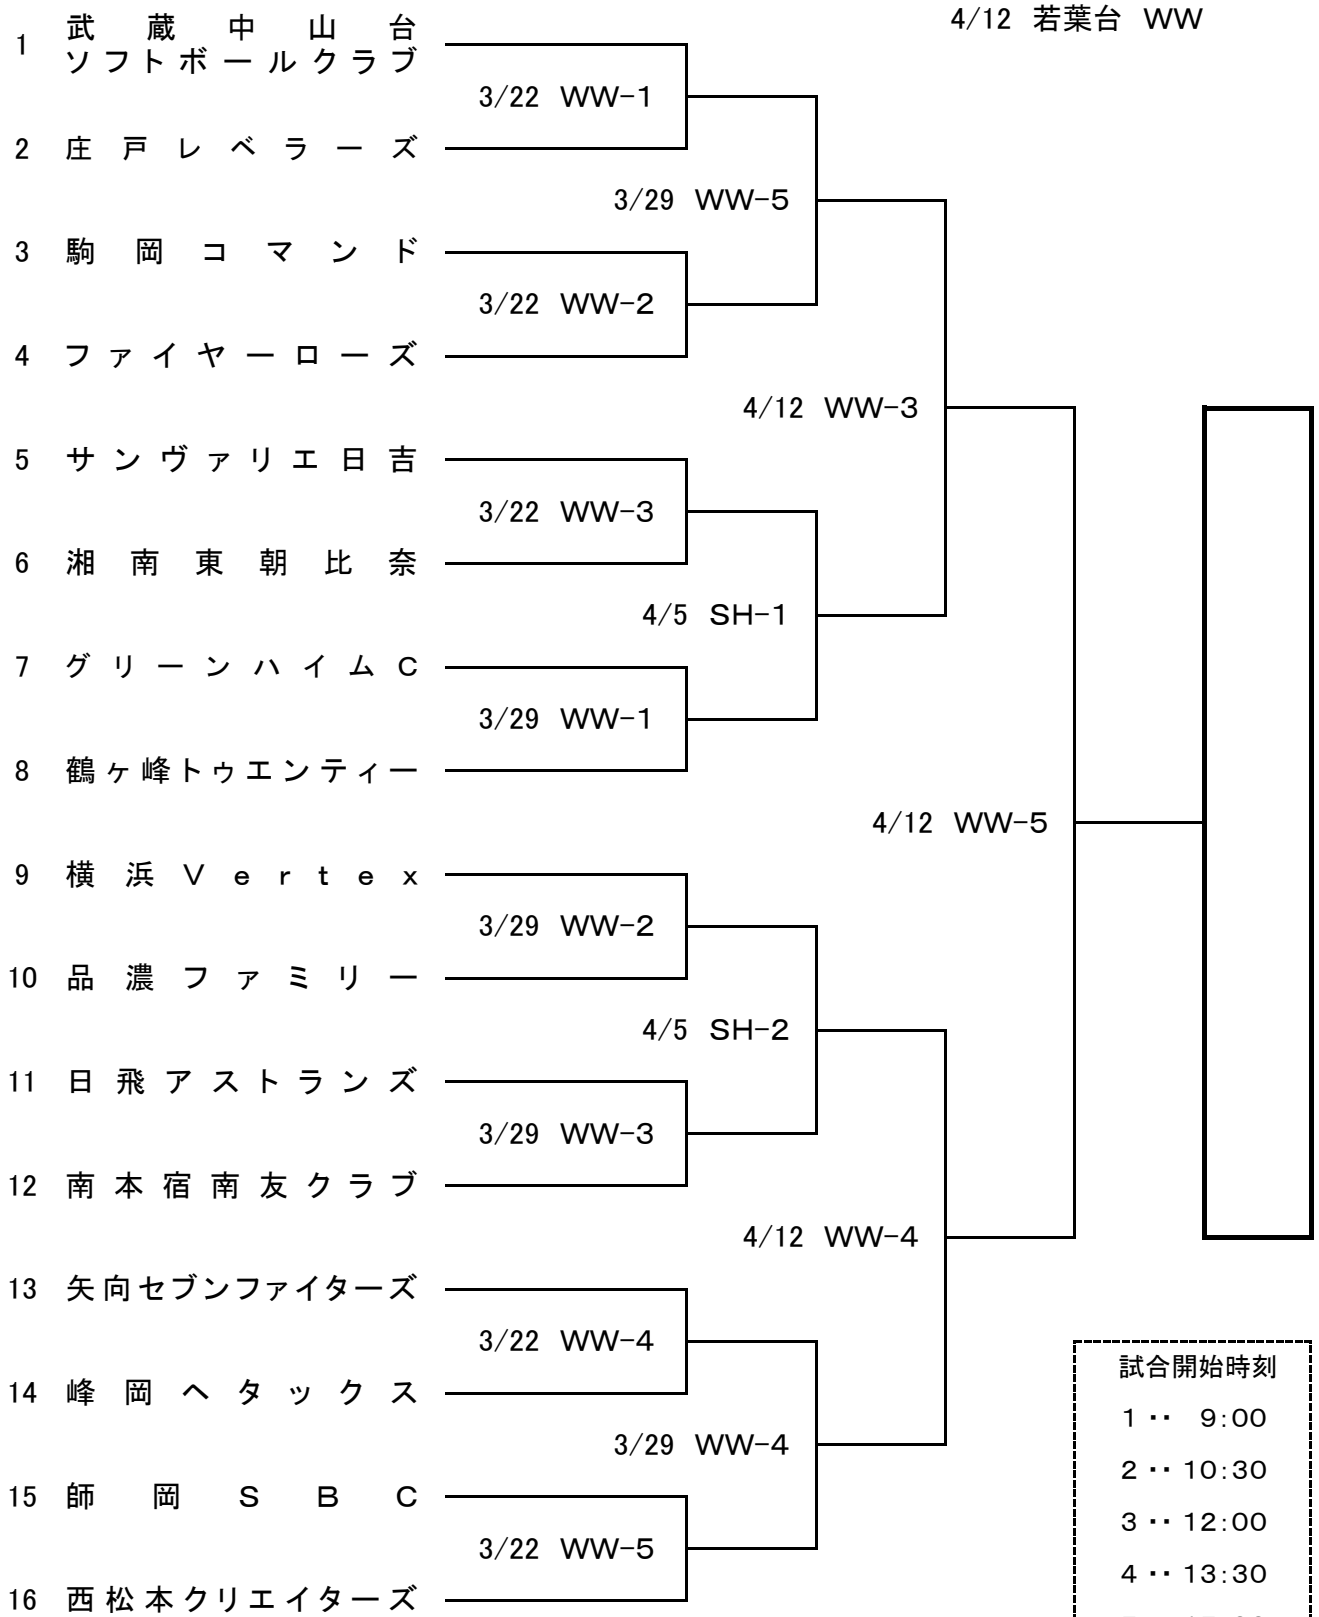 4/12 若葉台 WW
1 武蔵中山台
ソフトボールクラブ
3/22 WW-1
2 庄戸レベラーズ
3/29 WW-5
3 駒岡コマンド
3/22 WW-2
4 ファイヤーローズ
4/12 WW-3
5 サンヴァリエ日吉
3/22 WW-3
6 湘南東朝比奈
4/5 SH-1
7 グリーンハイムC
3/29 WW-1
8 鶴ヶ峰トゥエンティー
4/12 WW-5
9 横浜Vertex
3/29 WW-2
10 品濃ファミリー
4/5 SH-2
11 日飛アストランズ
3/29 WW-3
12 南本宿南友クラブ
4/12 WW-4
13 矢向セブンファイターズ
3/22 WW-4
14 峰岡ヘタックス
3/29 WW-4
15 師岡SBC
3/22 WW-5
16 西松本クリエイターズ
試合開始時刻
1 ‥ 9:00
2 ‥ 10:30
3 ‥ 12:00
4 ‥ 13:30